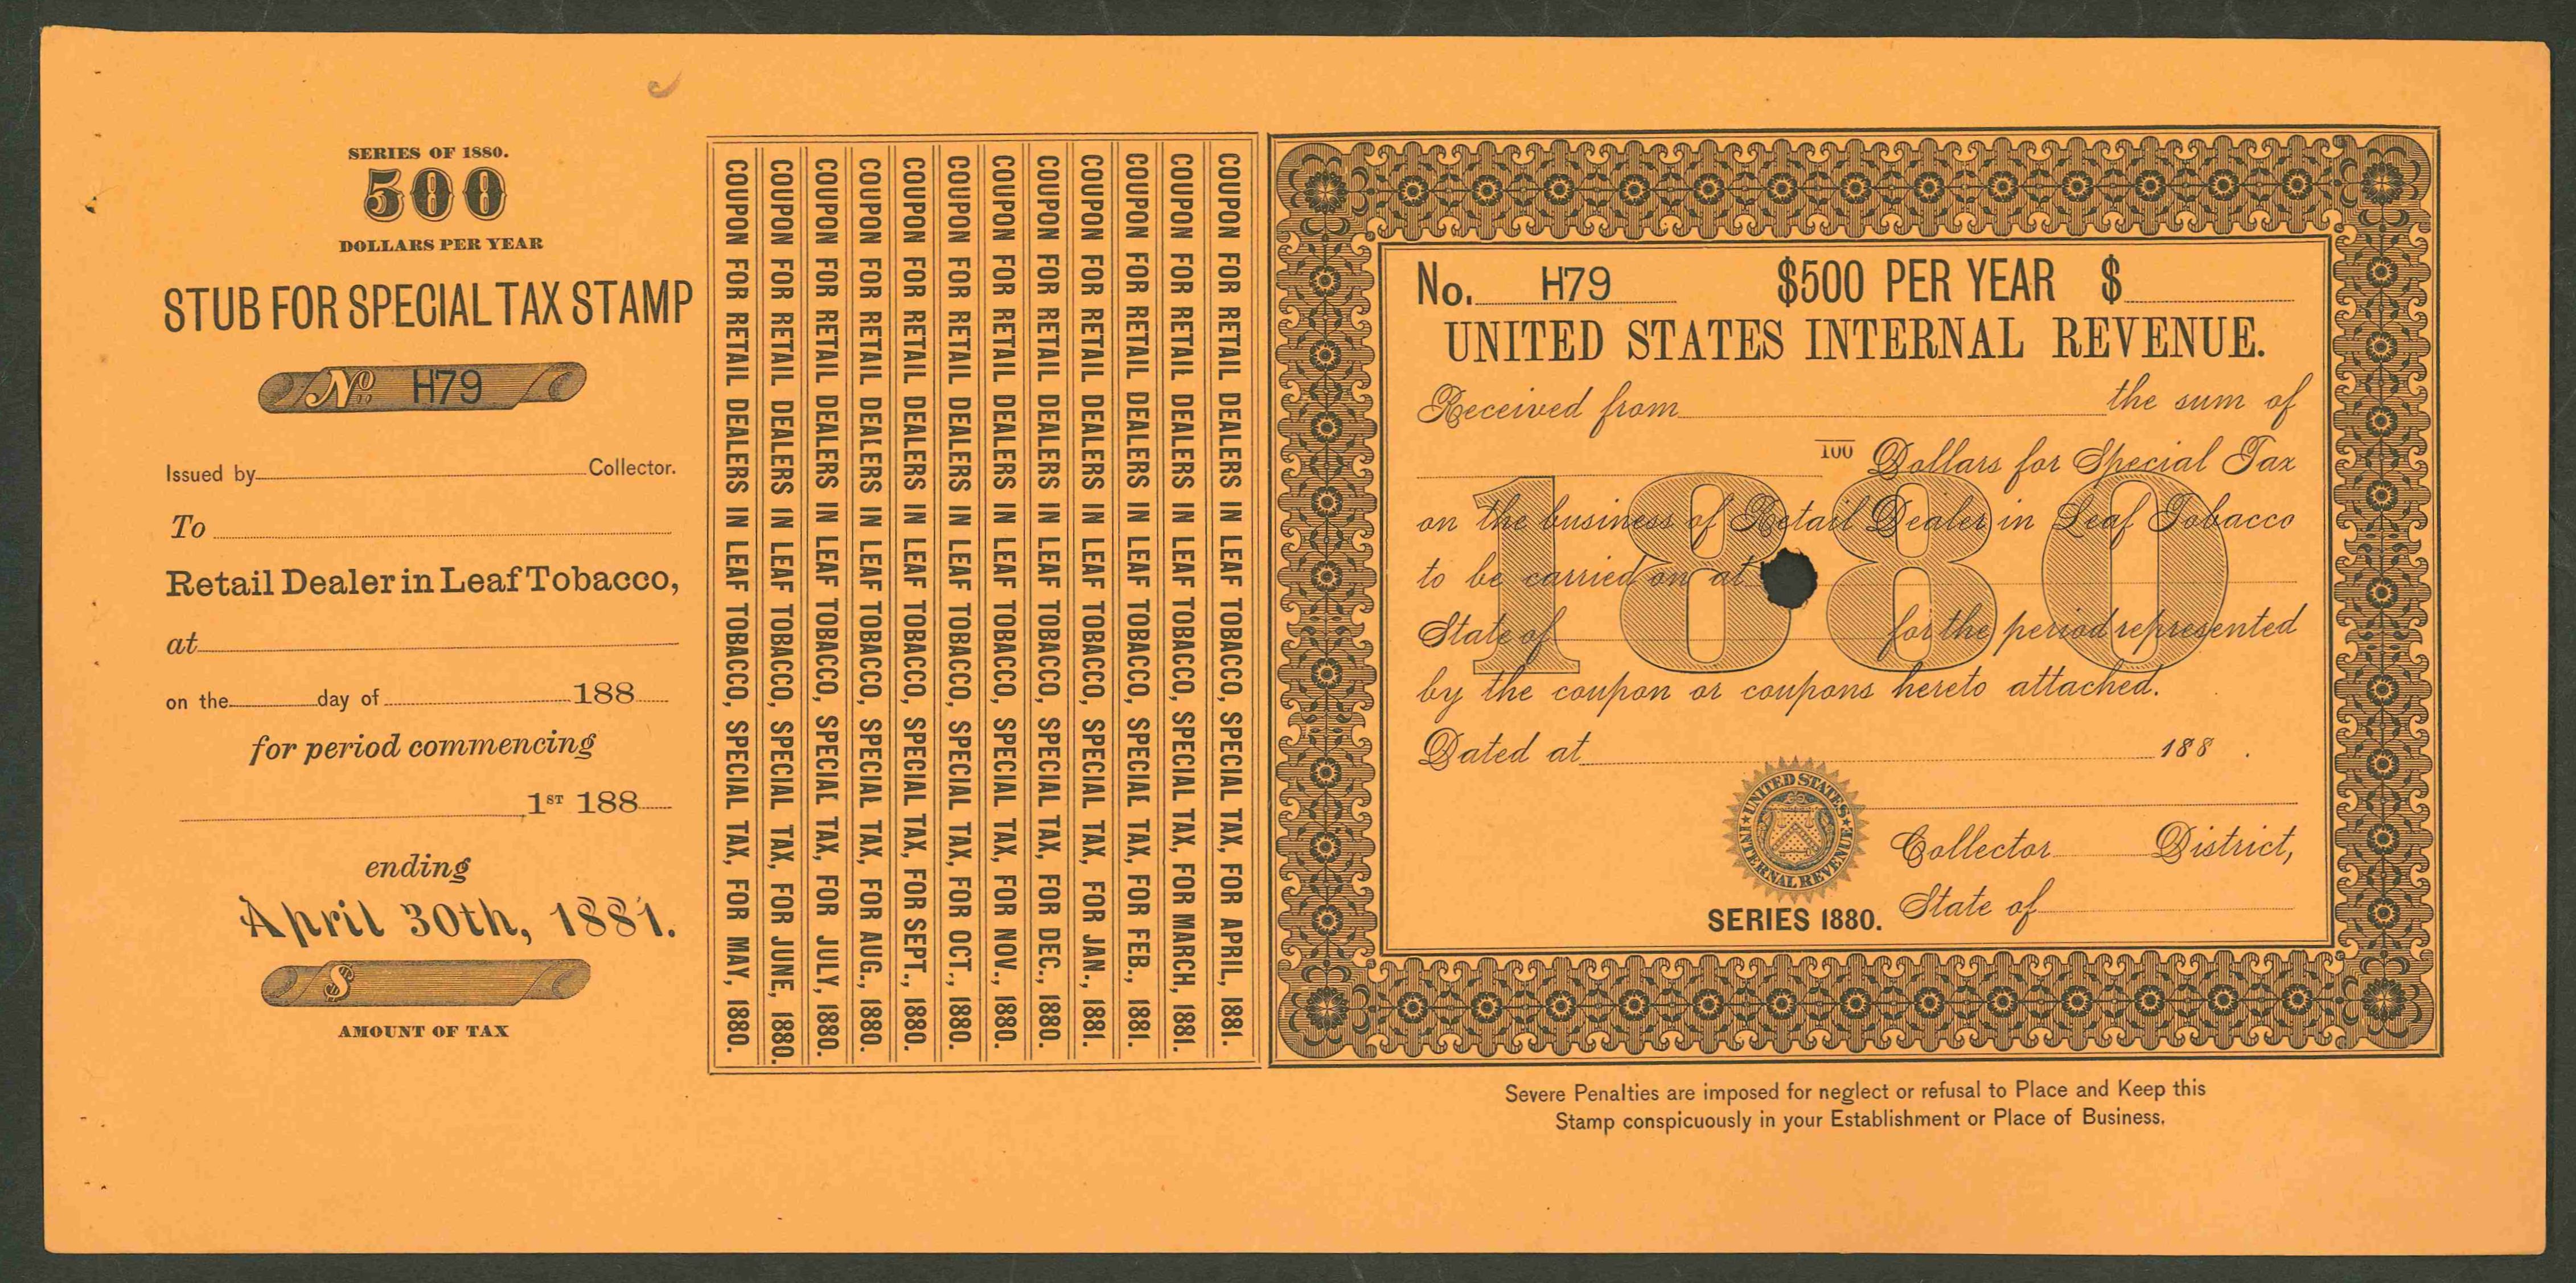 SERIES OF 1880.
500
DOLLARS PER YEAR
STUB FOR SPECIAL TAX STAMP
No H79
Issued by Collector.
To
Retail Dealer in Leaf Tobacco,
at
on the day of 188
for period commencing
1ST 188
ending
April 30th, 1881.
$
AMOUNT OF TAX
COUPON FOR RETAIL DEALERS IN LEAF TOBACCO, SPECIAL TAX, FOR MAY, 1880.
COUPON FOR RETAIL DEALERS IN LEAF TOBACCO, SPECIAL TAX, FOR JUNE, 1880.
COUPON FOR RETAIL DEALERS IN LEAF TOBACCO, SPECIAL TAX, FOR JULY, 1880.
COUPON FOR RETAIL DEALERS IN LEAF TOBACCO, SPECIAL TAX, FOR AUG., 1880.
COUPON FOR RETAIL DEALERS IN LEAF TOBACCO, SPECIAL TAX, FOR SEPT., 1880.
COUPON FOR RETAIL DEALERS IN LEAF TOBACCO, SPECIAL TAX, FOR OCT., 1880.
COUPON FOR RETAIL DEALERS IN LEAF TOBACCO, SPECIAL TAX, FOR NOV., 1880.
COUPON FOR RETAIL DEALERS IN LEAF TOBACCO, SPECIAL TAX, FOR DEC., 1880.
COUPON FOR RETAIL DEALERS IN LEAF TOBACCO, SPECIAL TAX, FOR JAN., 1881.
COUPON FOR RETAIL DEALERS IN LEAF TOBACCO, SPECIAL TAX, FOR FEB., 1881.
COUPON FOR RETAIL DEALERS IN LEAF TOBACCO, SPECIAL TAX, FOR MARCH, 1881.
COUPON FOR RETAIL DEALERS IN LEAF TOBACCO, SPECIAL TAX, FOR APRIL, 1881.
No. H79 $500 PER YEAR $
UNITED STATES INTERNAL REVENUE.
Received from the sum of
100 Dollars for Special Tax
on the business of Retail Dealer in Leaf Tobacco
to be carried on at
1880
State of for the period represented
by the coupon or coupons hereto attached.
Dated at 188 .
UNITED STATES INTERNAL REVENUE
Collector District,
SERIES 1880. State of
Severe Penalties are imposed for neglect or refusal to Place and Keep this
Stamp conspicuously in your Establishment or Place of Business.